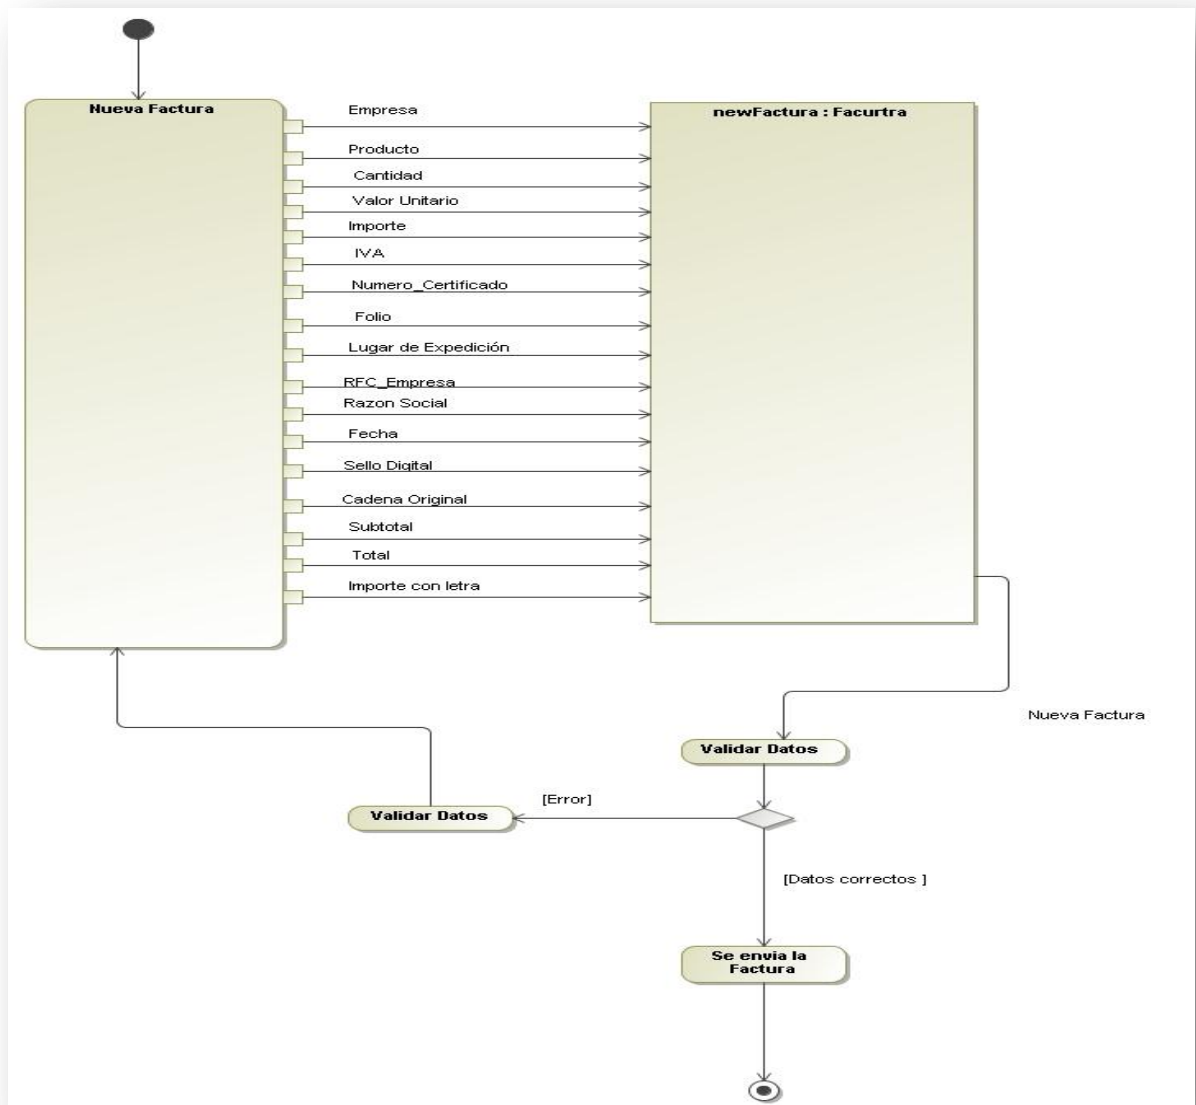 Nueva Factura
Empresa
newFactura : Facurtra
Producto
Cantidad
Valor Unitario
Importe
IVA
Numero_Certificado
Folio
Lugar de Expedición
RFC_Empresa
Razon Social
Fecha
Sello Digital
Cadena Original
Subtotal
Total
Importe con letra
Nueva Factura
Validar Datos
[Error]
Validar Datos
[Datos correctos ]
Se envia la
Factura